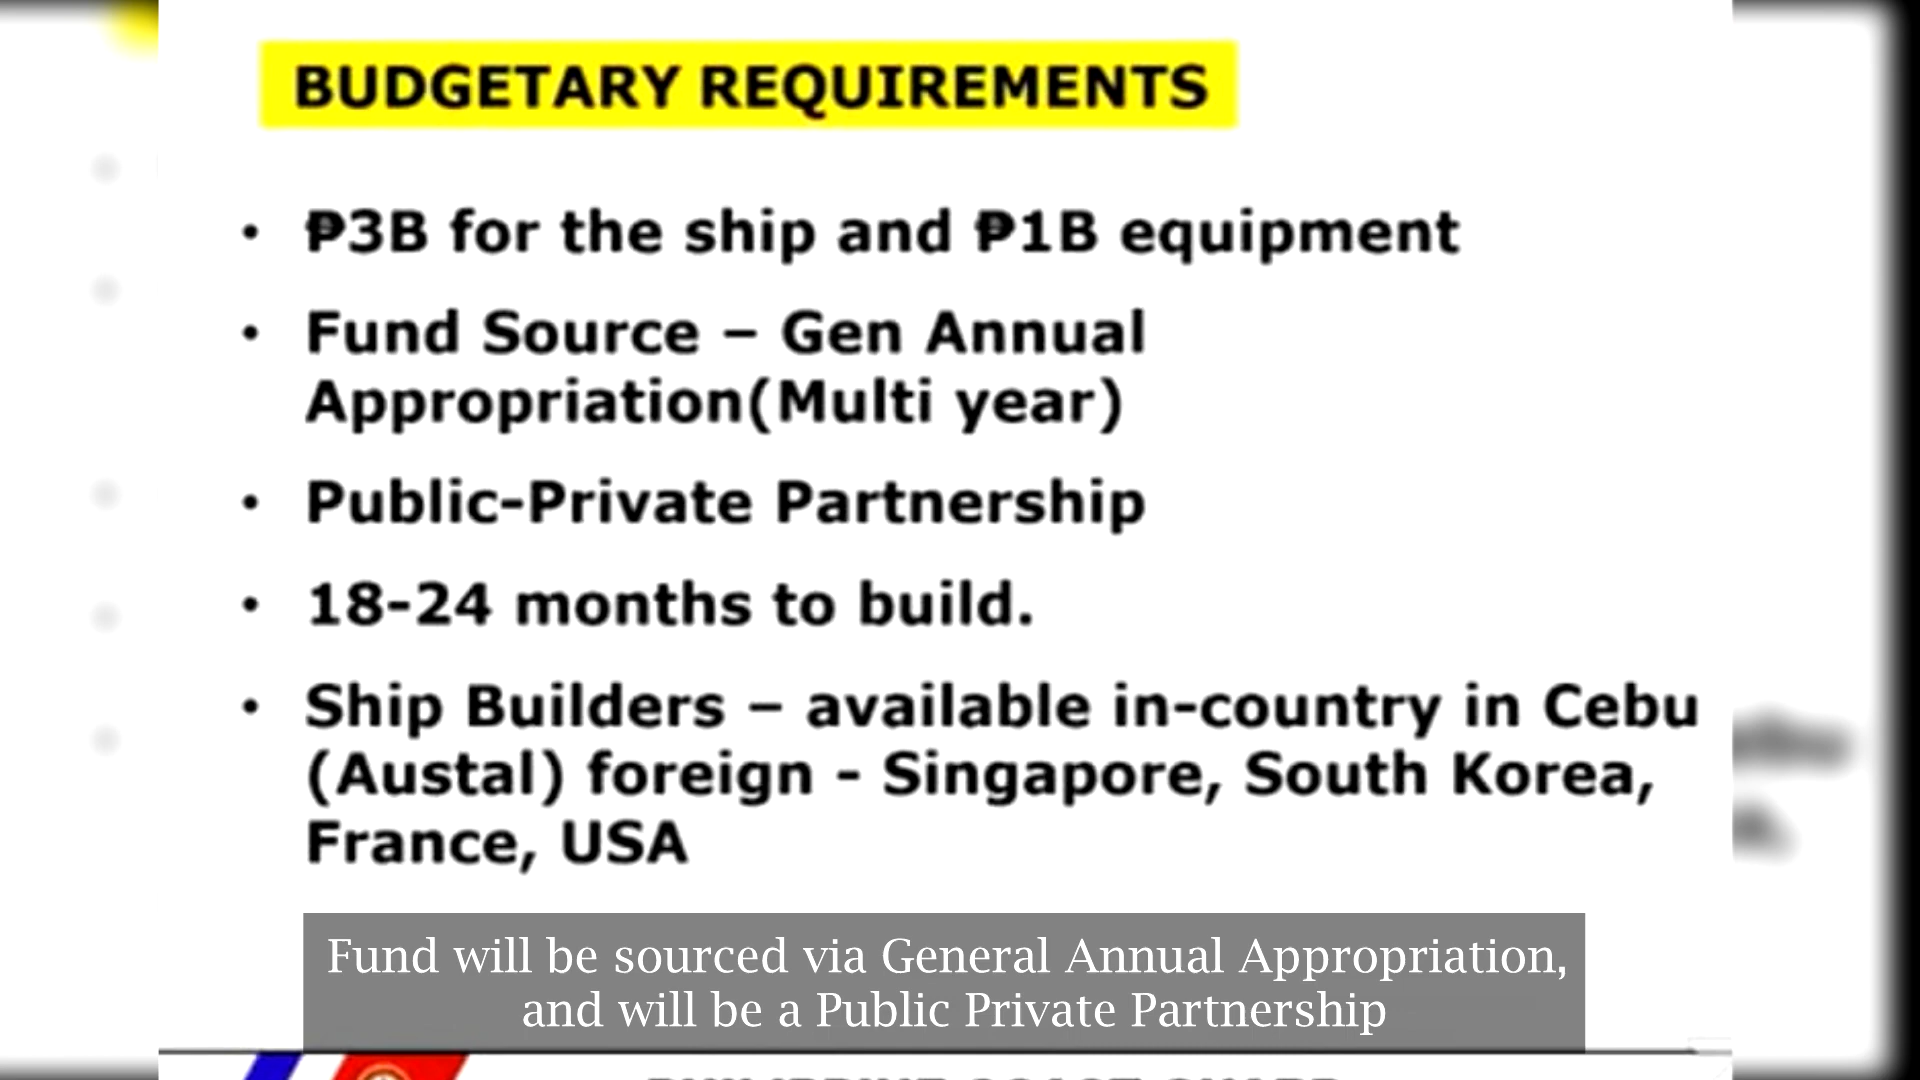 BUDGETARY REQUIREMENTS
• ₱3B for the ship and ₱1B equipment
• Fund Source – Gen Annual
Appropriation(Multi year)
• Public-Private Partnership
• 18-24 months to build.
• Ship Builders – available in-country in Cebu
(Austal) foreign - Singapore, South Korea,
France, USA
Fund will be sourced via General Annual Appropriation,
and will be a Public Private Partnership